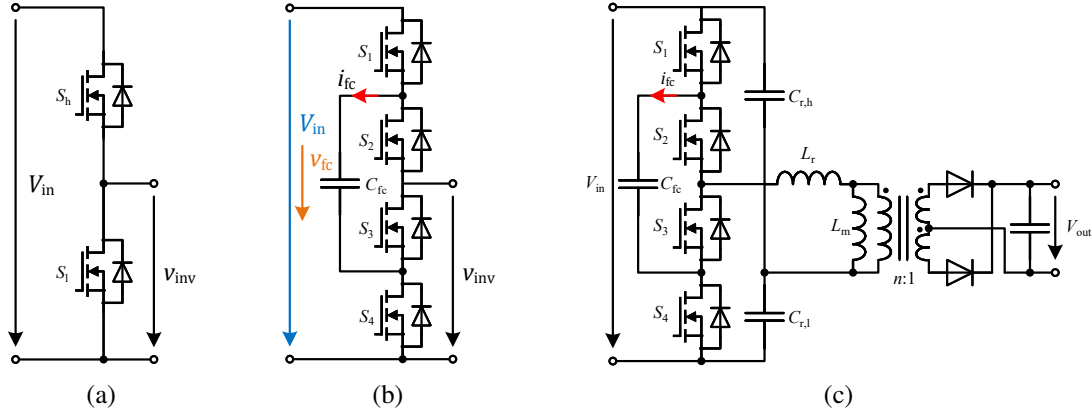 S_h
V_in
S_l
v_inv
(a)
S_1
i_fc
V_in
S_2
v_fc
C_fc
S_3
v_inv
S_4
(b)
S_1
i_fc
C_r,h
S_2
L_r
V_in
C_fc
S_3
L_m
V_out
n:1
S_4
C_r,l
(c)